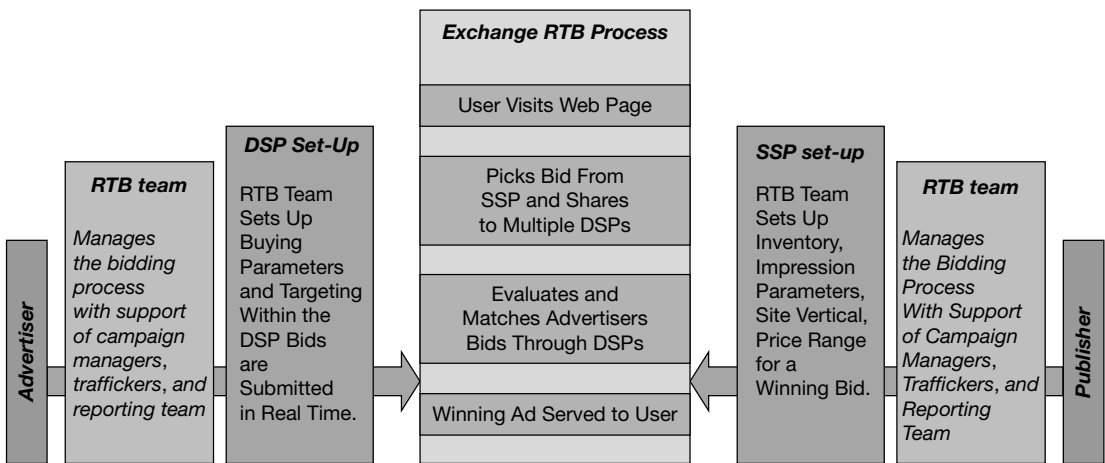 Advertiser
RTB team
Manages
the bidding
process
with support
of campaign
managers,
traffickers, and
reporting team
DSP Set-Up
RTB Team
Sets Up
Buying
Parameters
and Targeting
Within the
DSP Bids
are
Submitted
in Real Time.
Exchange RTB Process
User Visits Web Page
Picks Bid From
SSP and Shares
to Multiple DSPs
Evaluates and
Matches Advertisers
Bids Through DSPs
Winning Ad Served to User
SSP set-up
RTB Team
Sets Up
Inventory,
Impression
Parameters,
Site Vertical,
Price Range
for a
Winning Bid.
RTB team
Manages
the Bidding
Process
With Support
of Campaign
Managers,
Traffickers, and
Reporting
Team
Publisher